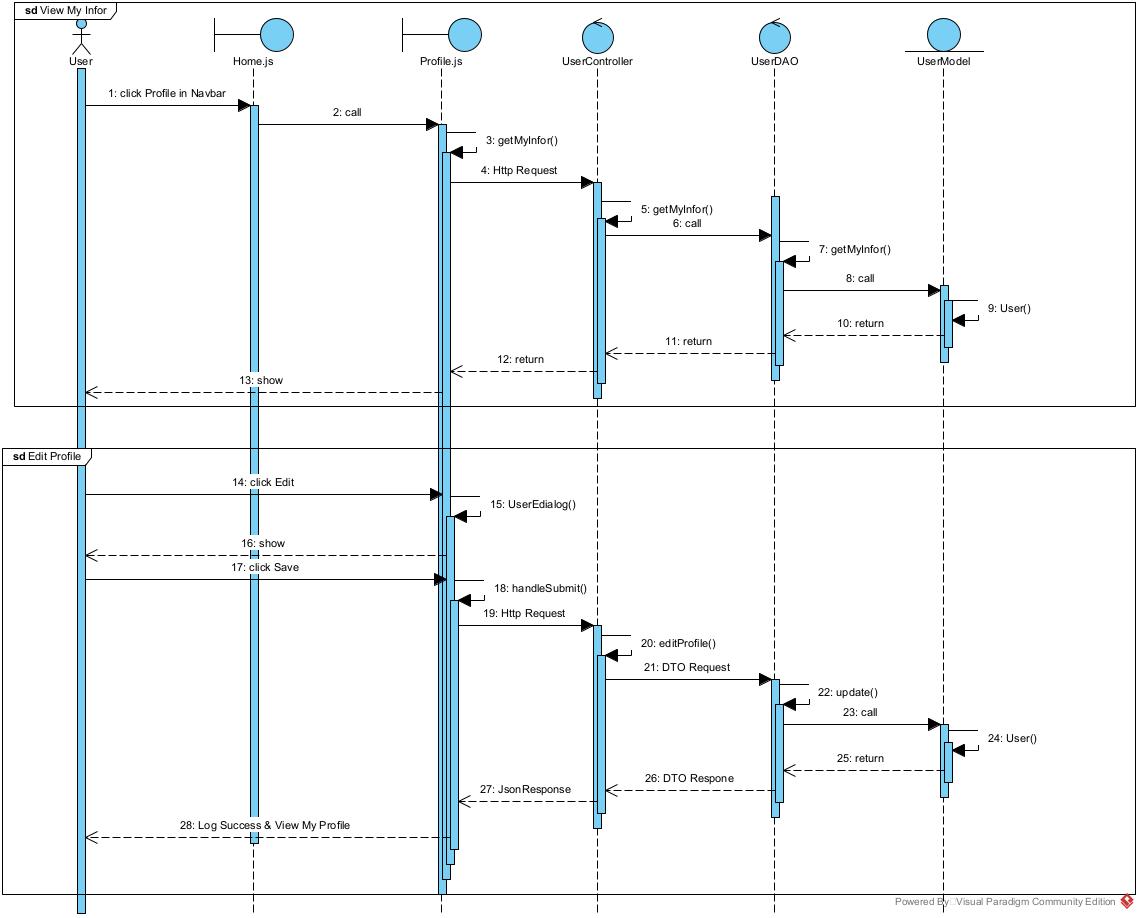 sd View My Infor
User
Home.js
Profile.js
UserController
UserDAO
UserModel
1: click Profile in Navbar
2: call
3: getMyInfor()
4: Http Request
5: getMyInfor()
6: call
7: getMyInfor()
8: call
9: User()
10: return
11: return
12: return
13: show
sd Edit Profile
14: click Edit
15: UserEdialog()
16: show
17: click Save
18: handleSubmit()
19: Http Request
20: editProfile()
21: DTO Request
22: update()
23: call
24: User()
25: return
26: DTO Respone
27: JsonResponse
28: Log Success & View My Profile
Powered By Visual Paradigm Community Edition